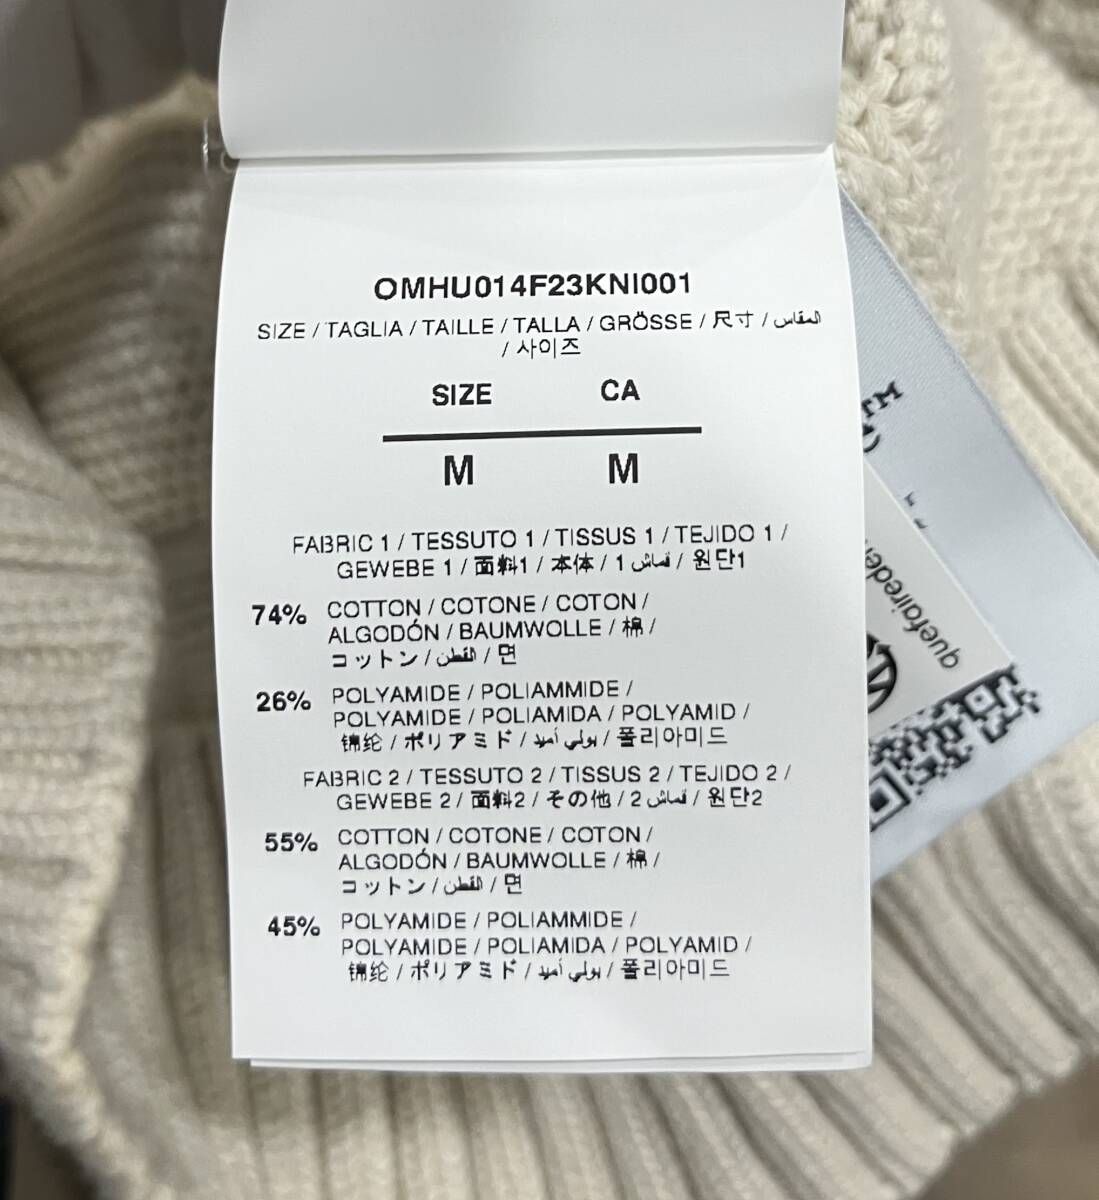 OMHU014F23KNI001
SIZE / TAGLIA / TAILLE / TALLA / GRÖSSE / 尺寸 / المقاس
/ 사이즈
SIZE CA
M M
FABRIC 1 / TESSUTO 1 / TISSUS 1 / TEJIDO 1 /
GEWEBE 1 / 面料1 / 本体 / 1 قماش / 원단1
74% COTTON / COTONE / COTON /
ALGODÓN / BAUMWOLLE / 棉 /
コットン / القطن / 면
26% POLYAMIDE / POLIAMMIDE /
POLYAMIDE / POLIAMIDA / POLYAMID /
锦纶 / ポリアミド / بولي أميد / 폴리아미드
FABRIC 2 / TESSUTO 2 / TISSUS 2 / TEJIDO 2 /
GEWEBE 2 / 面料2 / その他 / 2 قماش / 원단2
55% COTTON / COTONE / COTON /
ALGODÓN / BAUMWOLLE / 棉 /
コットン / القطن / 면
45% POLYAMIDE / POLIAMMIDE /
POLYAMIDE / POLIAMIDA / POLYAMID /
锦纶 / ポリアミド / بولي أميد / 폴리아미드
TM
quefairede